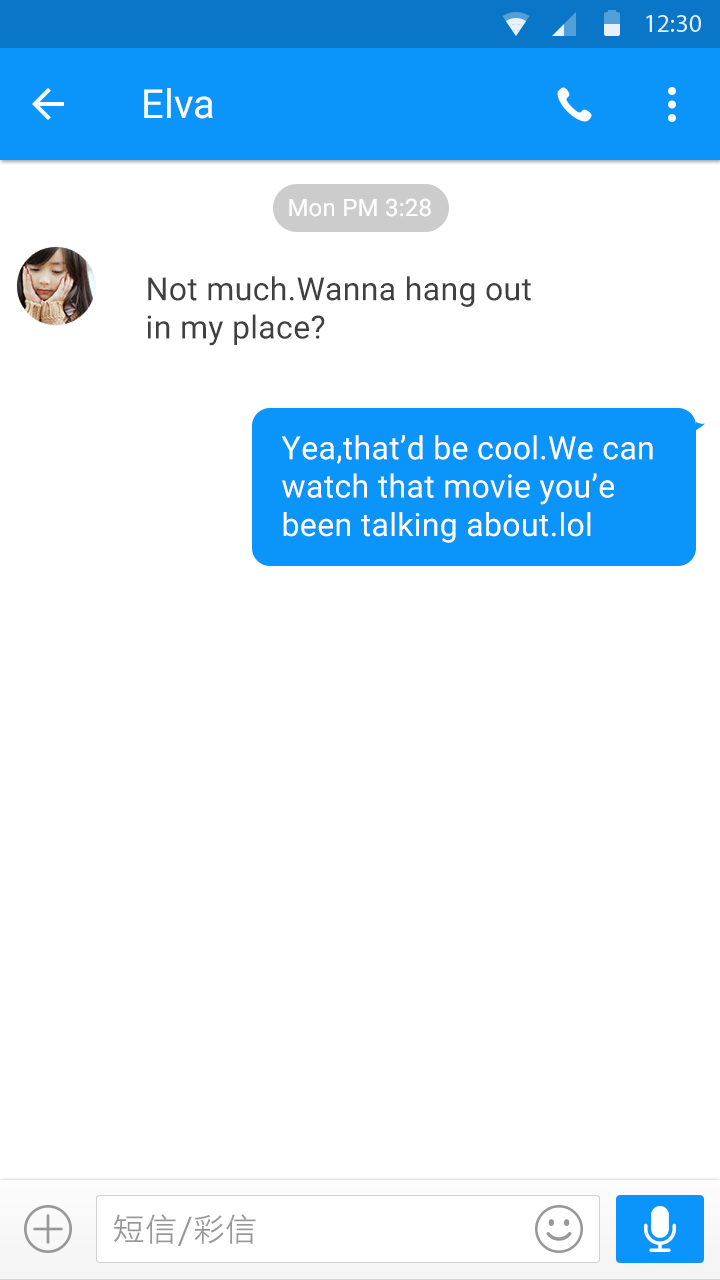 12:30
Elva
Mon PM 3:28
Not much.Wanna hang out
in my place?
Yea,that’d be cool.We can
watch that movie you’e
been talking about.lol
短信/彩信